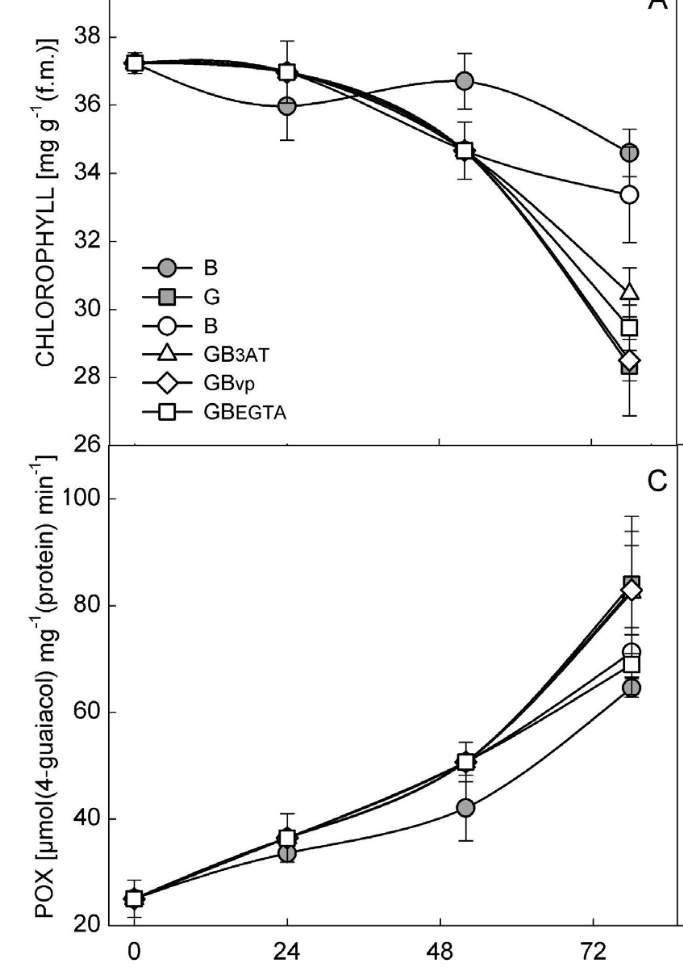 A
CHLOROPHYLL [mg g⁻¹ (f.m.)]
38
36
34
32
30
28
26
B
G
B
GB3AT
GBvp
GBEGTA
C
POX [µmol(4-guaiacol) mg⁻¹(protein) min⁻¹]
100
80
60
40
20
0 24 48 72